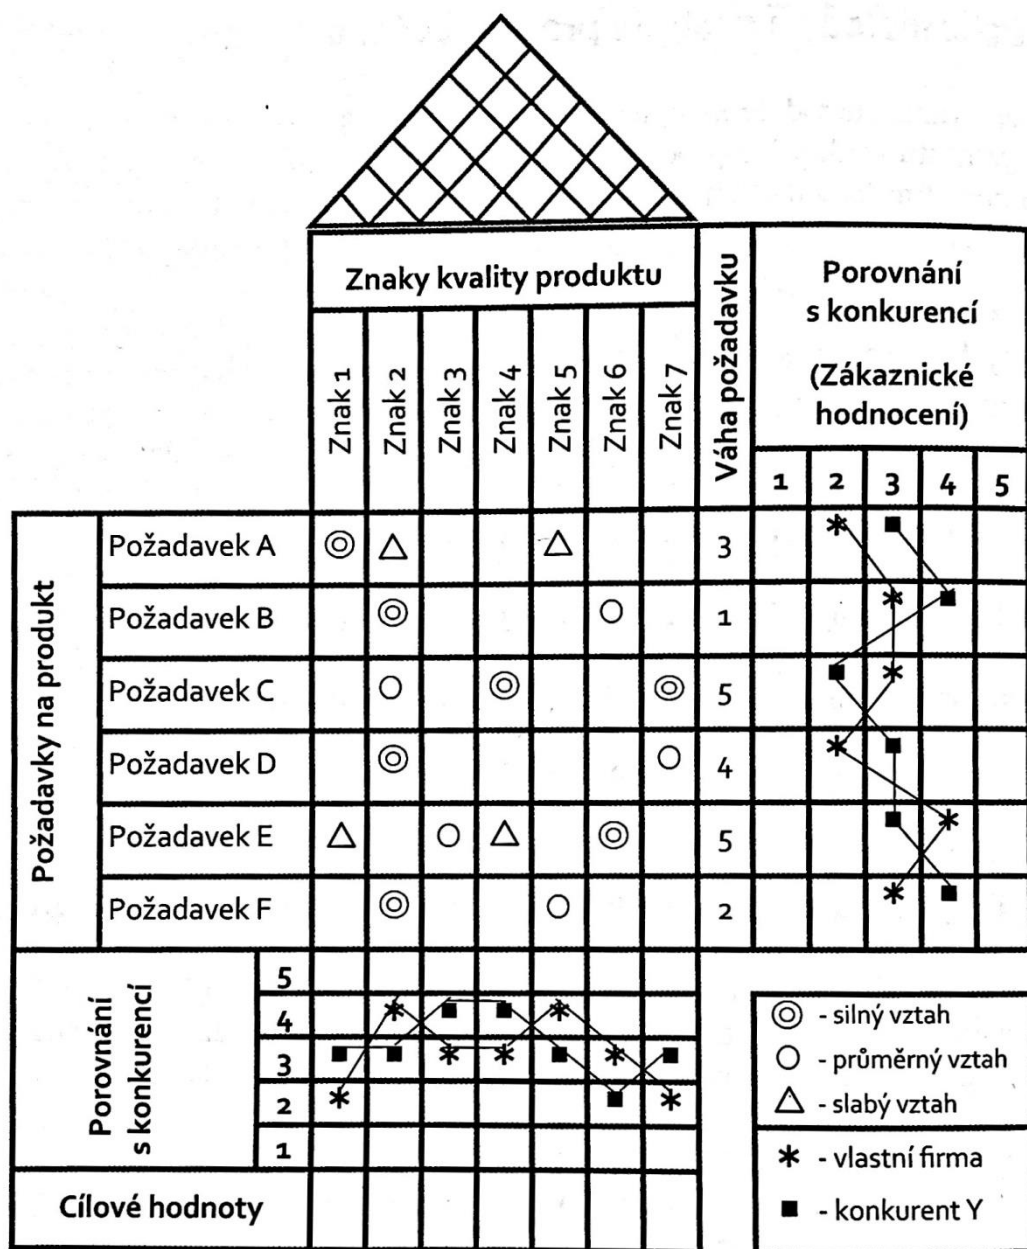 Znaky kvality produktu
Váha požadavku
Porovnání
s konkurencí
(Zákaznické
hodnocení)
Znak 1
Znak 2
Znak 3
Znak 4
Znak 5
Znak 6
Znak 7
1 2 3 4 5
Požadavky na produkt
Požadavek A 3
Požadavek B 1
Požadavek C 5
Požadavek D 4
Požadavek E 5
Požadavek F 2
Porovnání
s konkurencí
5
4
3
2
1
Cílové hodnoty
- silný vztah
- průměrný vztah
- slabý vztah
- vlastní firma
- konkurent Y